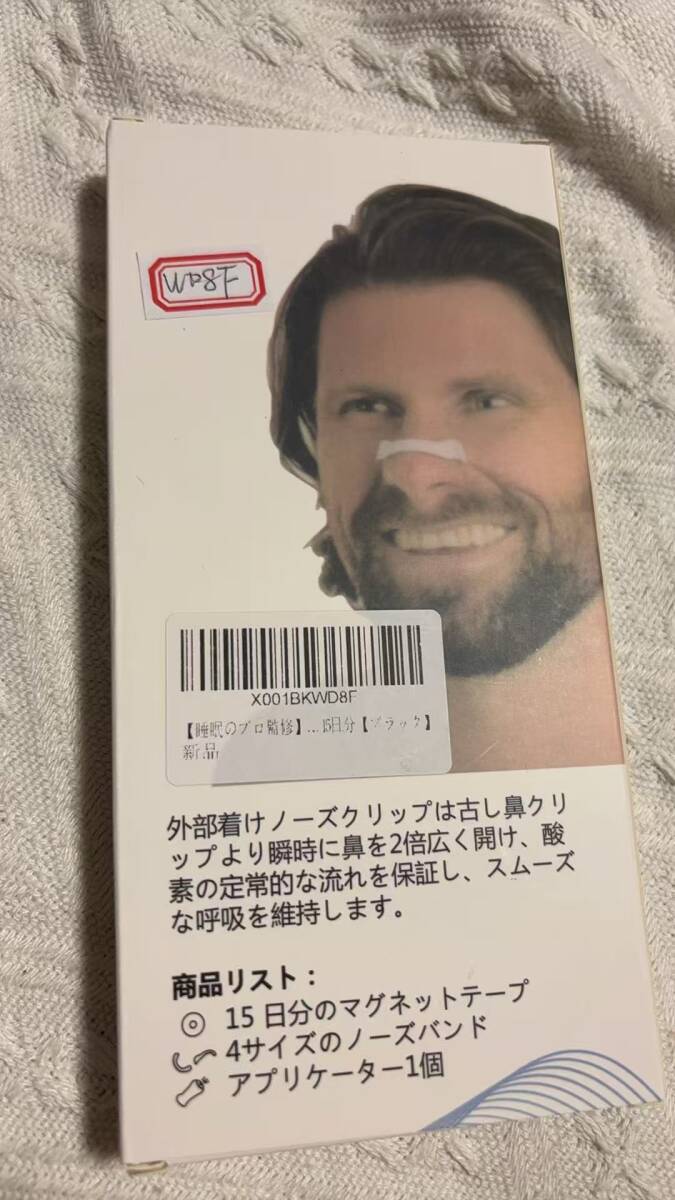 WD8F
X001BKWD8F
【睡眠のプロ監修】...15日分【ブラック】
新品
外部着けノーズクリップは古し鼻クリ
ップより瞬時に鼻を2倍広く開け、酸
素の定常的な流れを保証し、スムーズ
な呼吸を維持します。
商品リスト：
15 日分のマグネットテープ
4サイズのノーズバンド
アプリケーター1個